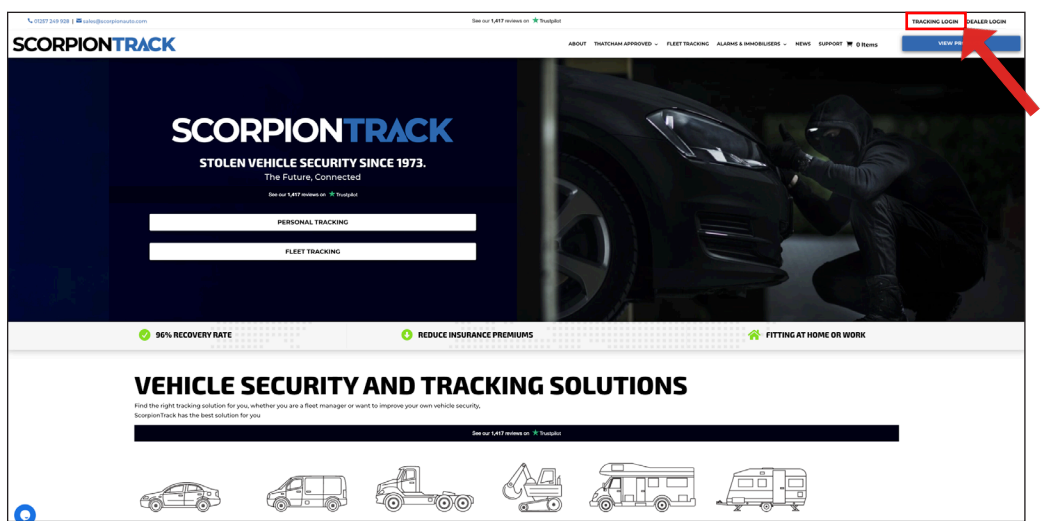 01257 249 928 | sales@scorpionauto.com
See our 1,417 reviews on Trustpilot
TRACKING LOGIN DEALER LOGIN
SCORPIONTRACK
ABOUT THATCHAM APPROVED FLEET TRACKING ALARMS & IMMOBILISERS NEWS SUPPORT 0 Items
VIEW
SCORPIONTRACK
STOLEN VEHICLE SECURITY SINCE 1973.
The Future, Connected
See our 1,417 reviews on Trustpilot
PERSONAL TRACKING
FLEET TRACKING
96% RECOVERY RATE
REDUCE INSURANCE PREMIUMS
FITTING AT HOME OR WORK
VEHICLE SECURITY AND TRACKING SOLUTIONS
Find the right tracking solution for you, whether you are a fleet manager or want to improve your own vehicle security,
ScorpionTrack has the best solution for you
See our 1,417 reviews on Trustpilot